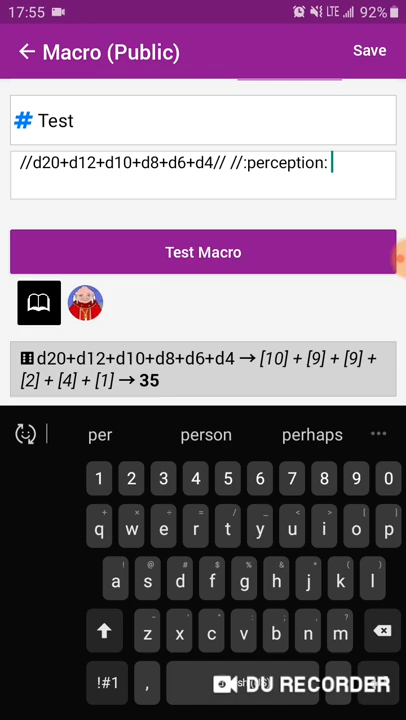 17:55 LTE 92%
Macro (Public) Save
# Test
//d20+d12+d10+d8+d6+d4// //:perception:
Test Macro
d20+d12+d10+d8+d6+d4 → [10] + [9] + [9] +
[2] + [4] + [1] → 35
per person perhaps
1 2 3 4 5 6 7 8 9 0
q w e r t y u i o p
a s d f g h j k l
z x c v b n m
!#1 ,
DU RECORDER